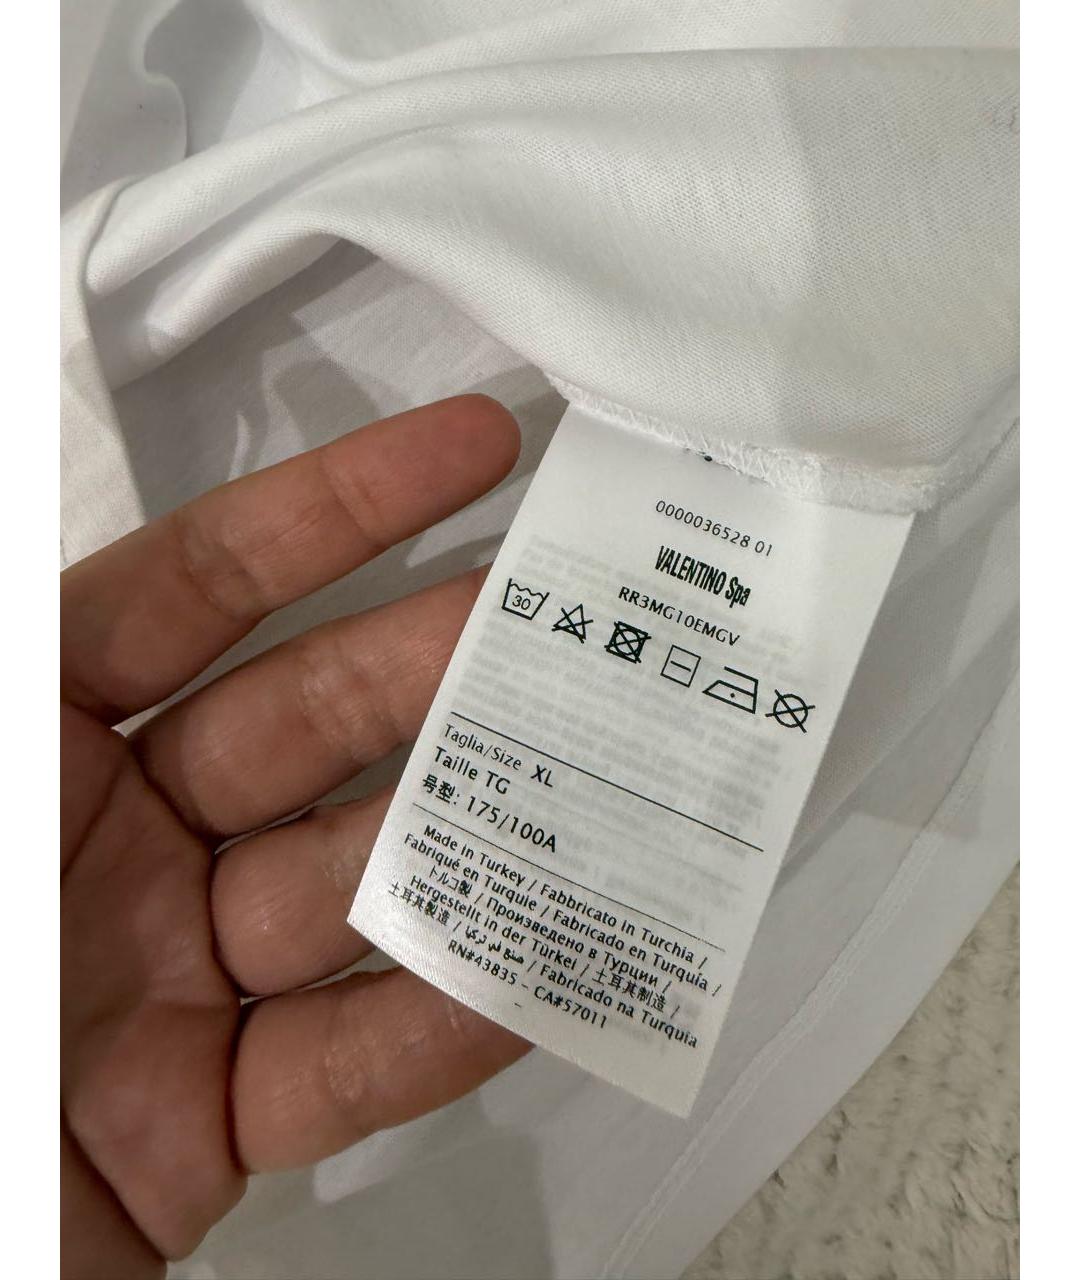 0000036528 01
VALENTINO Spa
RR3MG10EMGV
30
Taglia/Size XL
Taille TG
号型: 175/100A
Made in Turkey / Fabbricato in Turchia /
Fabriqué en Turquie / Fabricado en Turquía /
トルコ製 / Произведено в Турции /
Hergestellt in der Türkei / 土耳其制造 /
土耳其製造 / صنع في تركيا / Fabricado na Turquia
RN#43835 - CA#57011